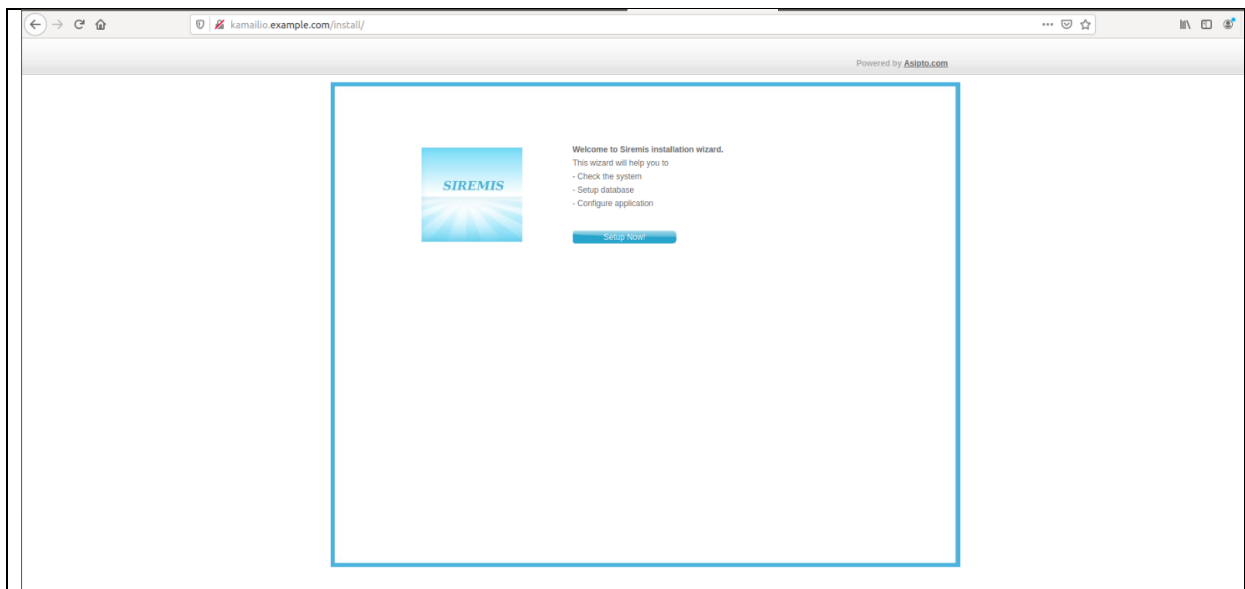 kamailio.example.com/install/
Powered by Asipto.com
SIREMIS
Welcome to Siremis installation wizard.
This wizard will help you to
- Check the system
- Setup database
- Configure application
Setup Now!